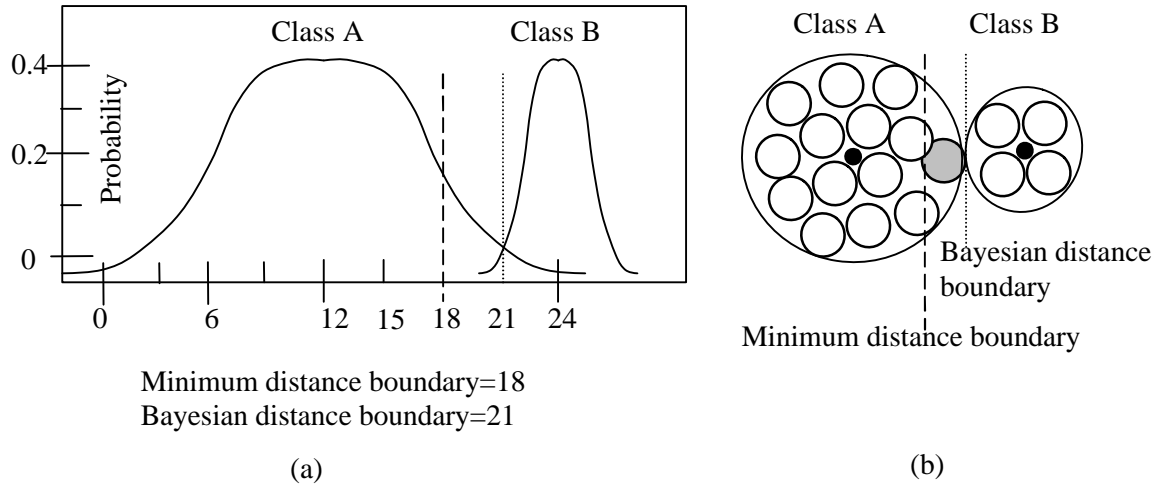 Class A
Class B
0.4
0.2
0
Probability
0
6
12
15
18
21
24
Minimum distance boundary=18
Bayesian distance boundary=21
(a)
Class A
Class B
Bayesian distance
boundary
Minimum distance boundary
(b)